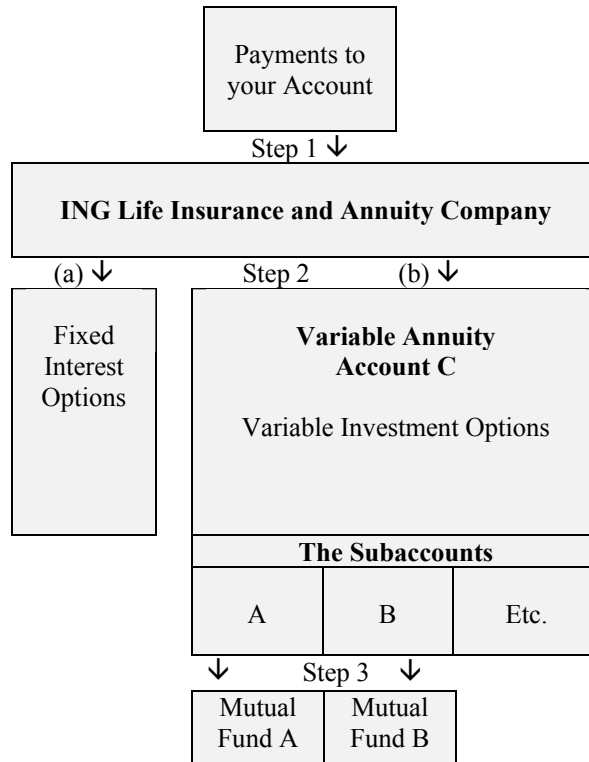 Payments to
your Account
Step 1 ↓
ING Life Insurance and Annuity Company
(a) ↓ Step 2 (b) ↓
Fixed
Interest
Options
Variable Annuity
Account C
Variable Investment Options
The Subaccounts
A B Etc.
↓ Step 3 ↓
Mutual
Fund A
Mutual
Fund B